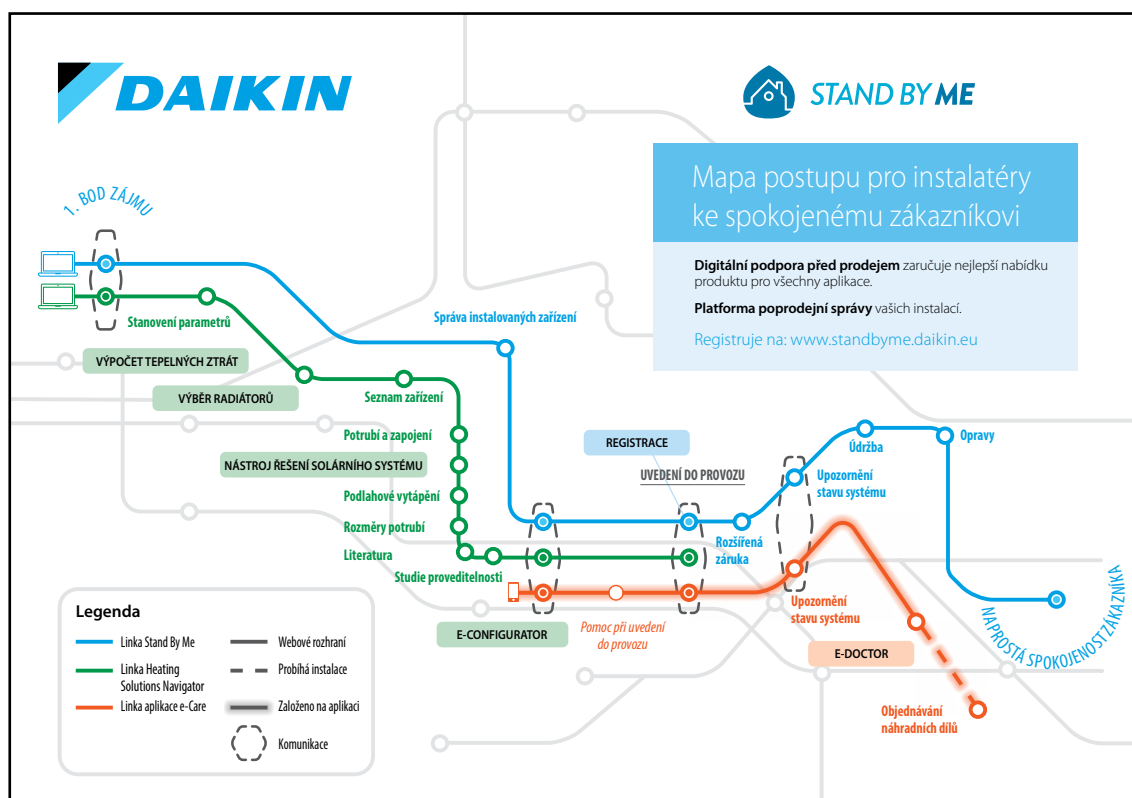 DAIKIN
STAND BY ME
Mapa postupu pro instalatéry
ke spokojenému zákazníkovi
Digitální podpora před prodejem zaručuje nejlepší nabídku
produktu pro všechny aplikace.
Platforma poprodejní správy vašich instalací.
Registruje na: www.standbyme.daikin.eu
1. BOD ZÁJMU
Stanovení parametrů
Správa instalovaných zařízení
VÝPOČET TEPELNÝCH ZTRÁT
VÝBĚR RADIÁTORŮ
Seznam zařízení
Potrubí a zapojení
NÁSTROJ ŘEŠENÍ SOLÁRNÍHO SYSTÉMU
Podlahové vytápění
Rozměry potrubí
Literatura
Studie proveditelnosti
REGISTRACE
UVEDENÍ DO PROVOZU
Rozšířená
záruka
Upozornění
stavu systému
Údržba
Opravy
E-CONFIGURATOR
Pomoc při uvedení
do provozu
Upozornění
stavu systému
E-DOCTOR
Objednávání
náhradních dílů
NAPROSTÁ SPOKOJENOST ZÁKAZNÍKA
Legenda
Linka Stand By Me
Linka Heating
Solutions Navigator
Linka aplikace e-Care
Webové rozhraní
Probíhá instalace
Založeno na aplikaci
Komunikace